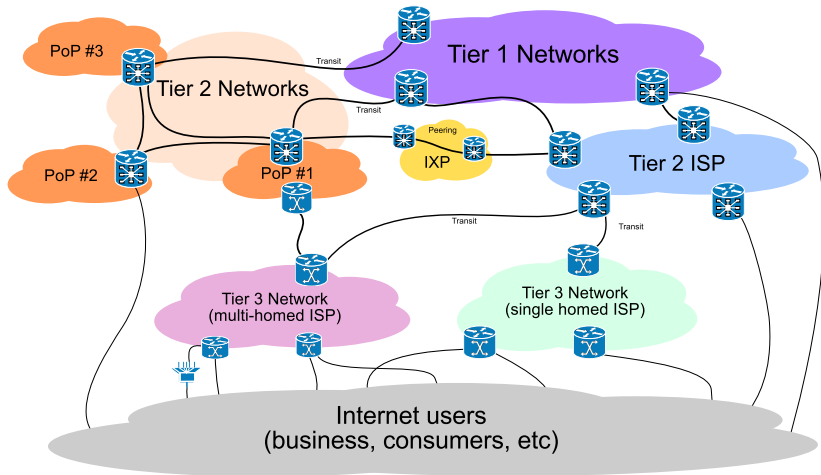 PoP #3
Transit
Tier 1 Networks
Tier 2 Networks
Transit
Peering
IXP
Tier 2 ISP
PoP #2
PoP #1
Transit
Transit
Tier 3 Network
(multi-homed ISP)
Tier 3 Network
(single homed ISP)
Internet users
(business, consumers, etc)